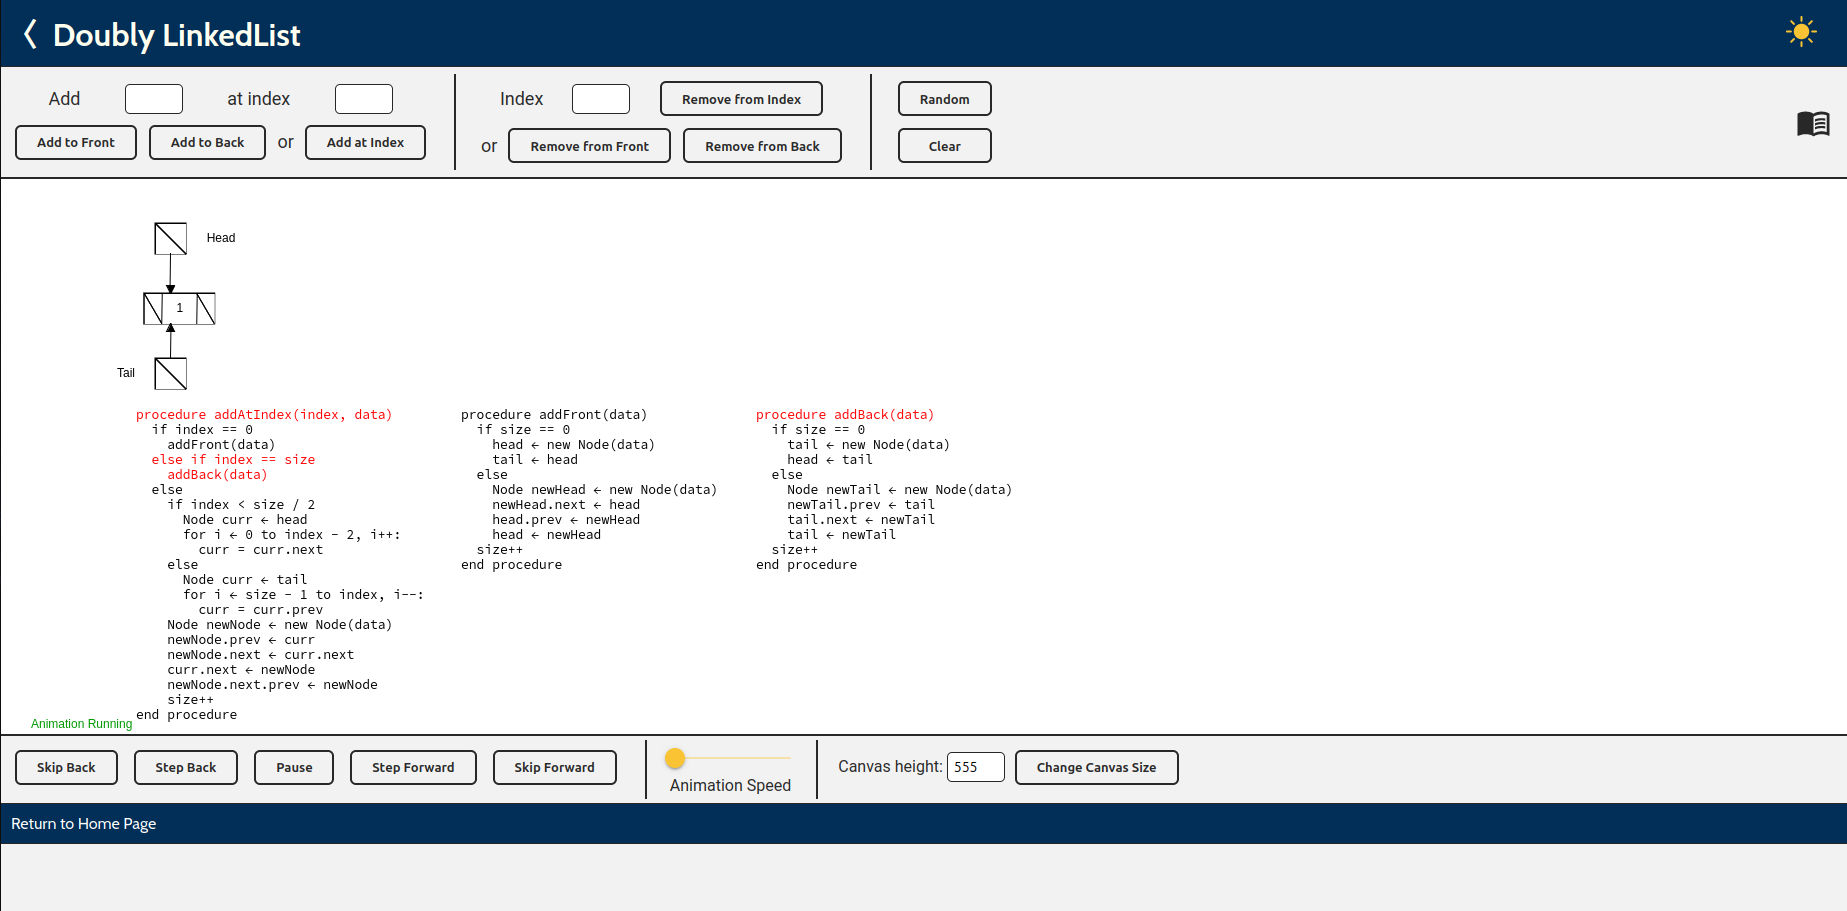 Doubly LinkedList
Add at index
Add to Front Add to Back or Add at Index
Index Remove from Index
or Remove from Front Remove from Back
Random
Clear
Head
1
Tail
procedure addAtIndex(index, data)
if index == 0
addFront(data)
else if index == size
addBack(data)
else
if index < size / 2
Node curr ← head
for i ← 0 to index - 2, i++:
curr = curr.next
else
Node curr ← tail
for i ← size - 1 to index, i--:
curr = curr.prev
Node newNode ← new Node(data)
newNode.prev ← curr
newNode.next ← curr.next
curr.next ← newNode
newNode.next.prev ← newNode
size++
end procedure
procedure addFront(data)
if size == 0
head ← new Node(data)
tail ← head
else
Node newHead ← new Node(data)
newHead.next ← head
head.prev ← newHead
head ← newHead
size++
end procedure
procedure addBack(data)
if size == 0
tail ← new Node(data)
head ← tail
else
Node newTail ← new Node(data)
newTail.prev ← tail
tail.next ← newTail
tail ← newTail
size++
end procedure
Animation Running
Skip Back Step Back Pause Step Forward Skip Forward
Animation Speed
Canvas height: 555 Change Canvas Size
Return to Home Page